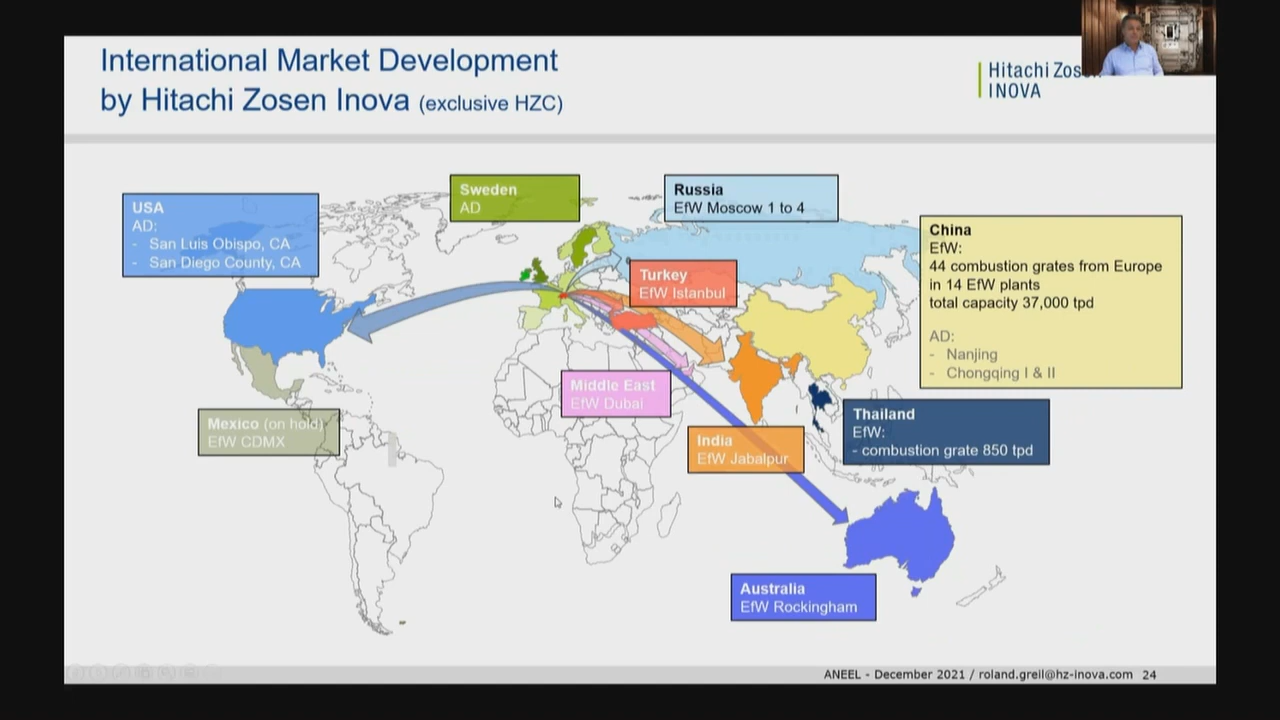 International Market Development
by Hitachi Zosen Inova (exclusive HZC)
Hitachi Zosen
INOVA
USA
AD:
- San Luis Obispo, CA
- San Diego County, CA
Sweden
AD
Russia
EfW Moscow 1 to 4
Turkey
EfW Istanbul
China
EfW:
44 combustion grates from Europe
in 14 EfW plants
total capacity 37,000 tpd
AD:
- Nanjing
- Chongqing I & II
Middle East
EfW Dubai
Mexico (on hold)
EfW CDMX
India
EfW Jabalpur
Thailand
EfW:
- combustion grate 850 tpd
Australia
EfW Rockingham
ANEEL - December 2021 / roland.greil@hz-inova.com 24